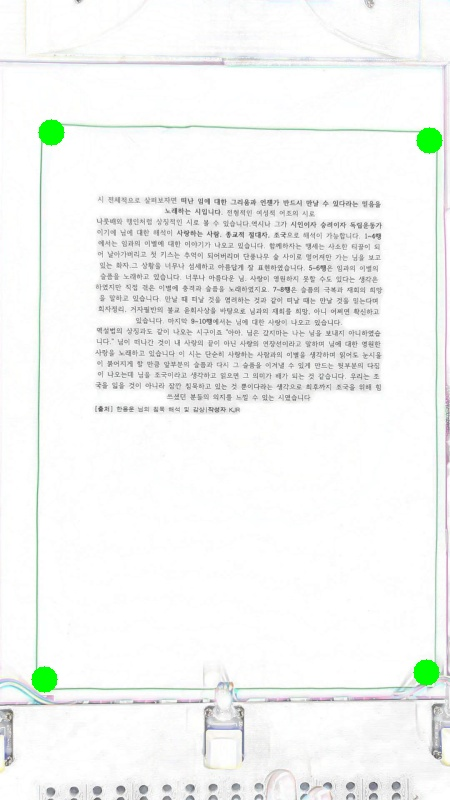 시 전체적으로 살펴보자면 떠난 임에 대한 그리움과 언젠가 반드시 만날 수 있다라는 믿음을
노래하는 시입니다. 전형적인 여성적 어조의 시로
나룻배와 행인처럼 상징적인 시로 볼 수 있습니다.역시나 그가 시인이자 승려이자 독립운동가
이기에 님에 대한 해석이 사랑하는 사람, 종교적 절대자, 조국으로 해석이 가능합니다. 1~4행
에서는 임과의 이별에 대한 이야기가 나오고 있습니다. 함께하자는 맹세는 사소한 티끌이 되
어 날아가버리고 첫 키스는 추억이 되어버리며 단풍나무 숲 사이로 멀어져만 가는 님을 보고
있는 화자.그 상황을 너무나 섬세하고 아름답게 잘 표현하였습니다. 5~6행은 임과의 이별의
슬픔을 노래하고 있습니다. 너무나 아름다운 님. 사랑이 영원하지 못할 수도 있다는 생각은
하였지만 직접 겪은 이별에 충격과 슬픔을 노래하였지요. 7~8행은 슬픔의 극복과 재회의 희망
을 말하고 있습니다. 만날 때 떠날 것을 염려하는 것과 같이 떠날 때는 만날 것을 믿는다며
회자정리, 거자필반의 불교 윤회사상을 바탕으로 님과의 재회를 희망, 아니 어쩌면 확신하고
있습니다. 마지막 9~10행에서는 님에 대한 사랑이 나오고 있습니다.
역설법의 상징과도 같이 나오는 시구이죠 "아아, 님은 갔지마는 나는 님을 보내지 아니하였습
니다." 님이 떠나간 것이 내 사랑의 끝이 아닌 사랑의 연장선이라고 말하며 님에 대한 영원한
사랑을 노래하고 있습니다 이 시는 단순히 사랑하는 사람과의 이별을 생각하며 읽어도 눈시울
이 붉어지게 할 만큼 앞부분의 슬픔과 다시 그 슬픔을 이겨낼 수 있게 만드는 뒷부분의 다짐
이 나오는데 님을 조국이라고 생각하고 읽으면 그 의미가 배가 되는 것 같습니다. 우리는 조
국을 잃을 것이 아니라 잠깐 침묵하고 있는 것 뿐이다라는 생각으로 최후까지 조국을 위해 힘
쓰셨던 분들의 의지를 느낄 수 있는 시였습니다
[출처] 한용운 님의 침묵 해석 및 감상|작성자 KJR